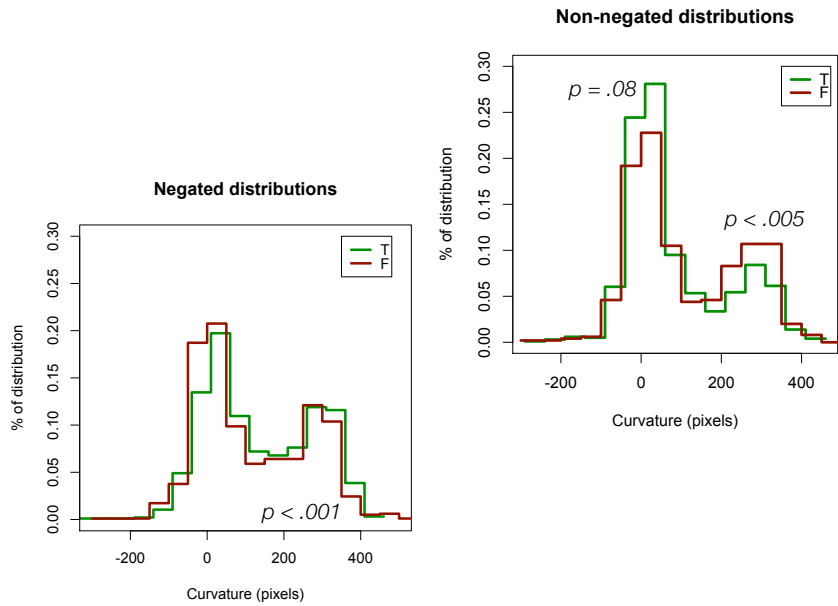 Negated distributions
% of distribution
0.30
0.25
0.20
0.15
0.10
0.05
0.00
T
F
p < .001
-200 0 200 400
Curvature (pixels)
Non-negated distributions
% of distribution
0.30
0.25
0.20
0.15
0.10
0.05
0.00
p = .08
T
F
p < .005
-200 0 200 400
Curvature (pixels)